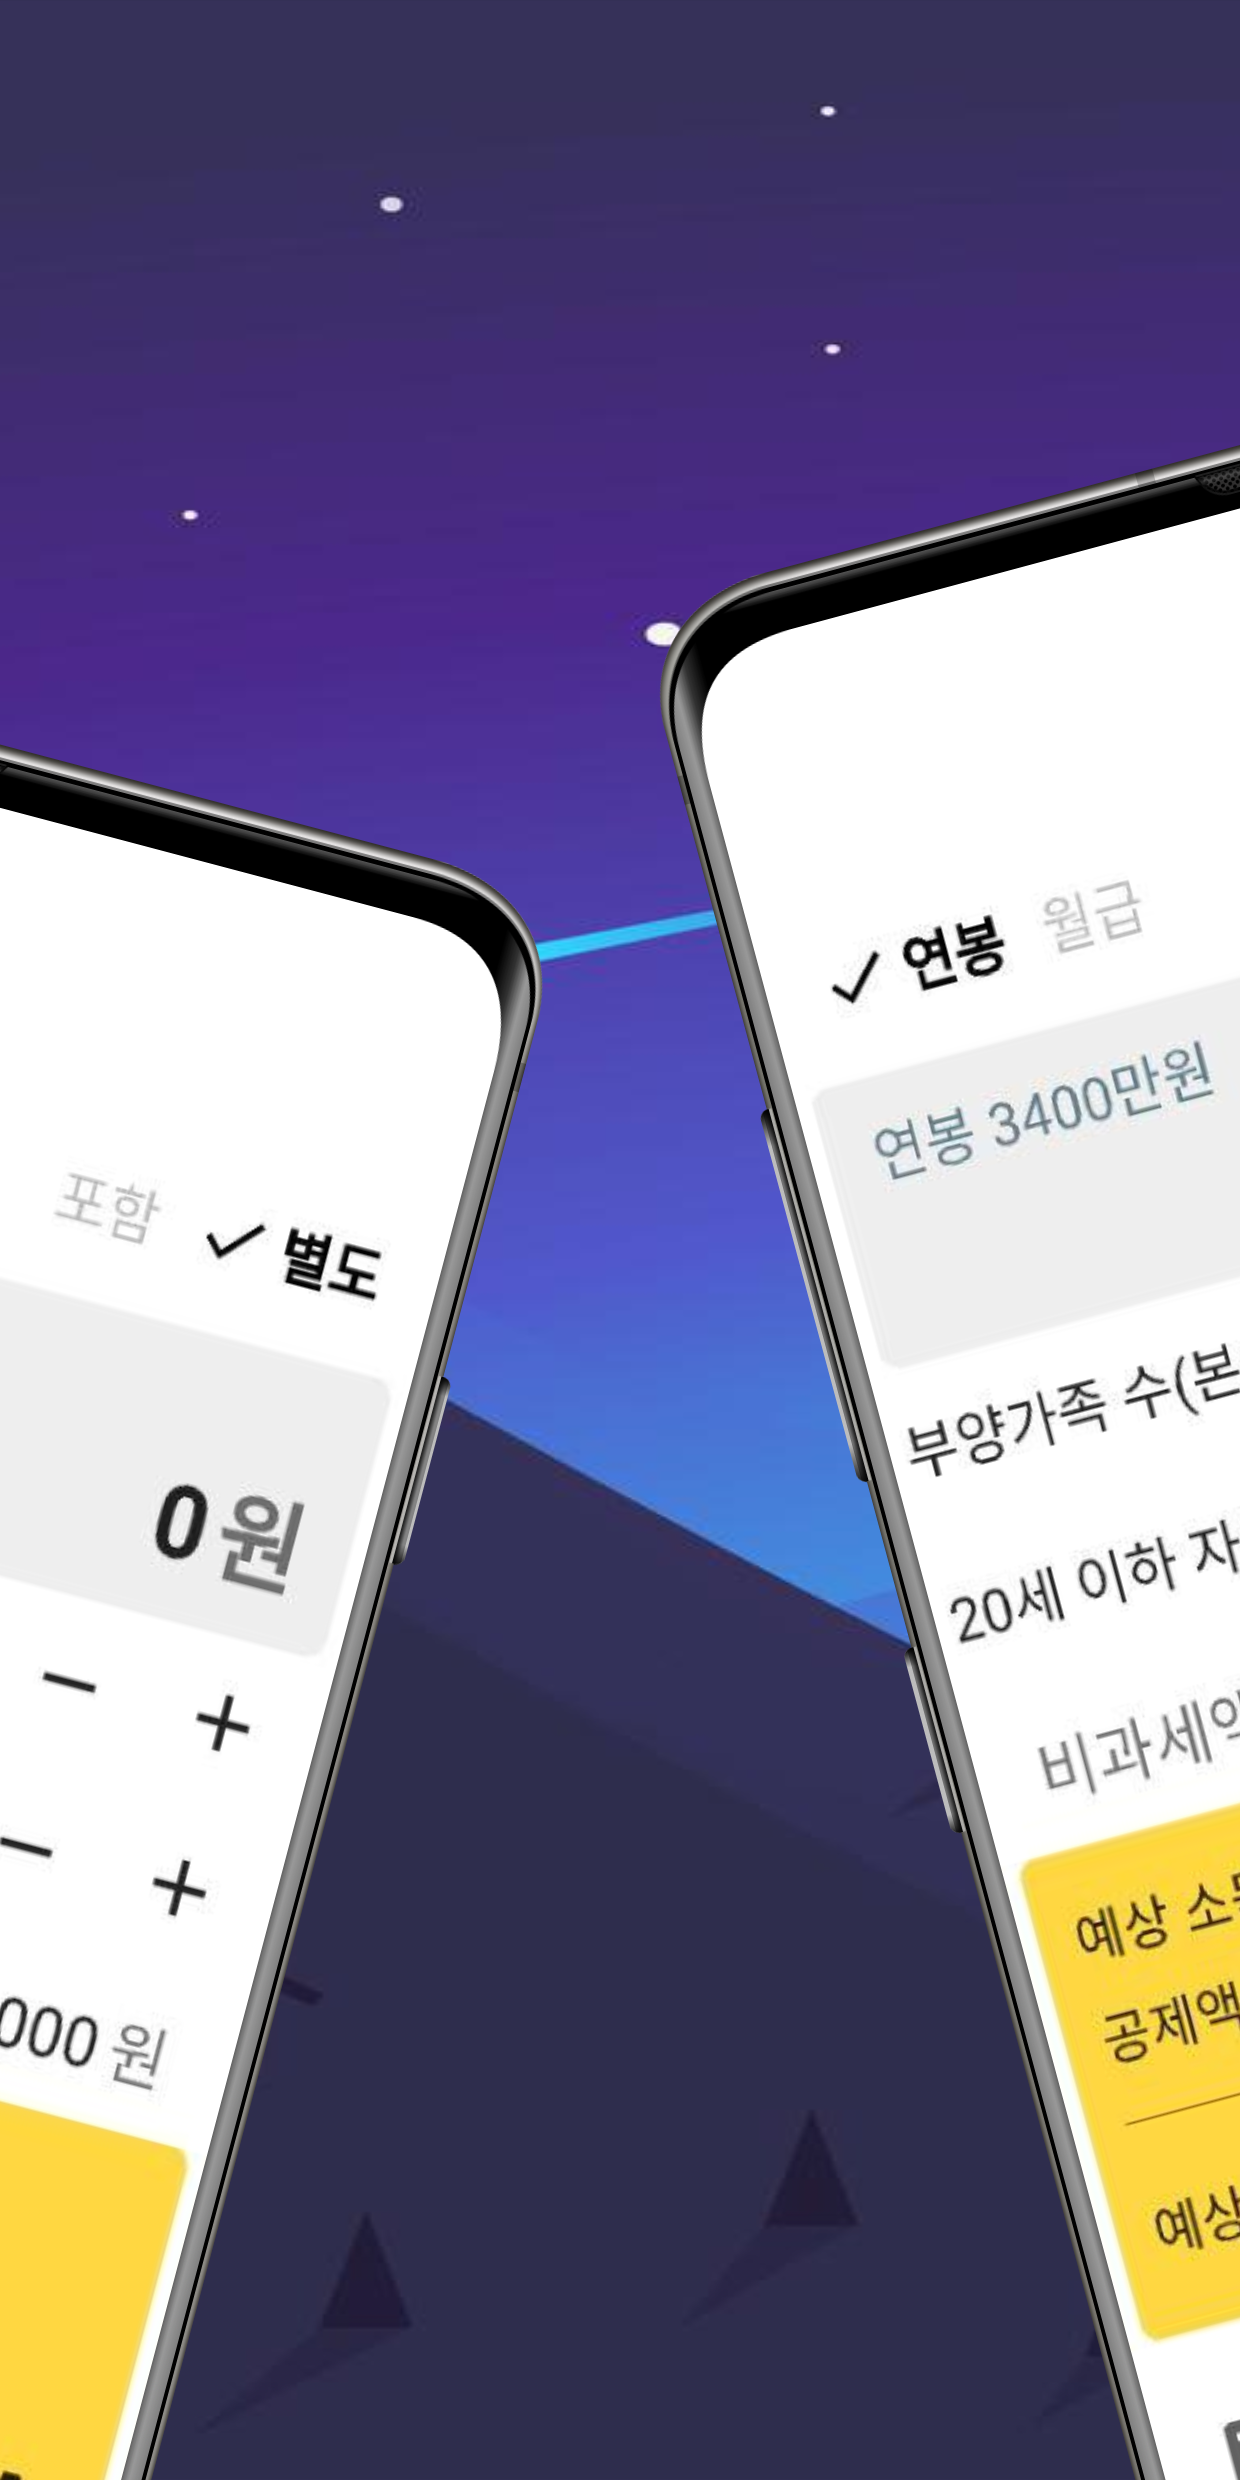 포함 ✓ 별도
0원
− +
− +
000 원
✓ 연봉 월급
연봉 3400만원
부양가족 수(본
20세 이하 자
비과세
예상
공제액
예상